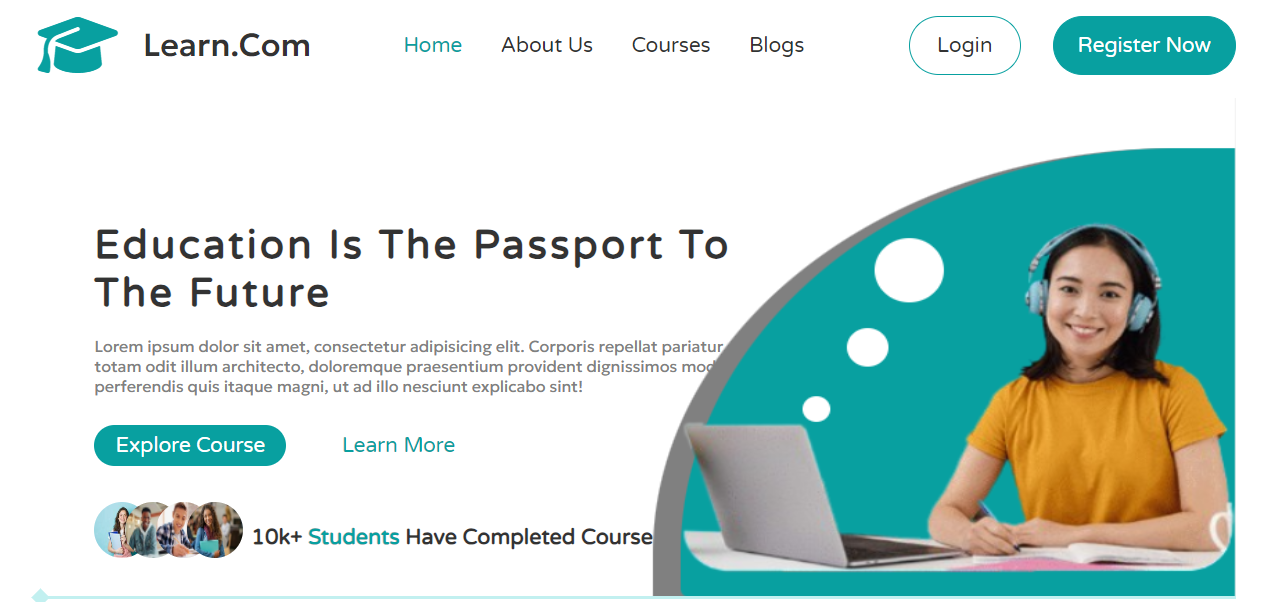 Learn.Com
Home About Us Courses Blogs Login Register Now
Education Is The Passport To
The Future
Lorem ipsum dolor sit amet, consectetur adipisicing elit. Corporis repellat pariatur
totam odit illum architecto, doloremque praesentium provident dignissimos
perferendis quis itaque magni, ut ad illo nesciunt explicabo sint!
Explore Course Learn More
10k+ Students Have Completed Course